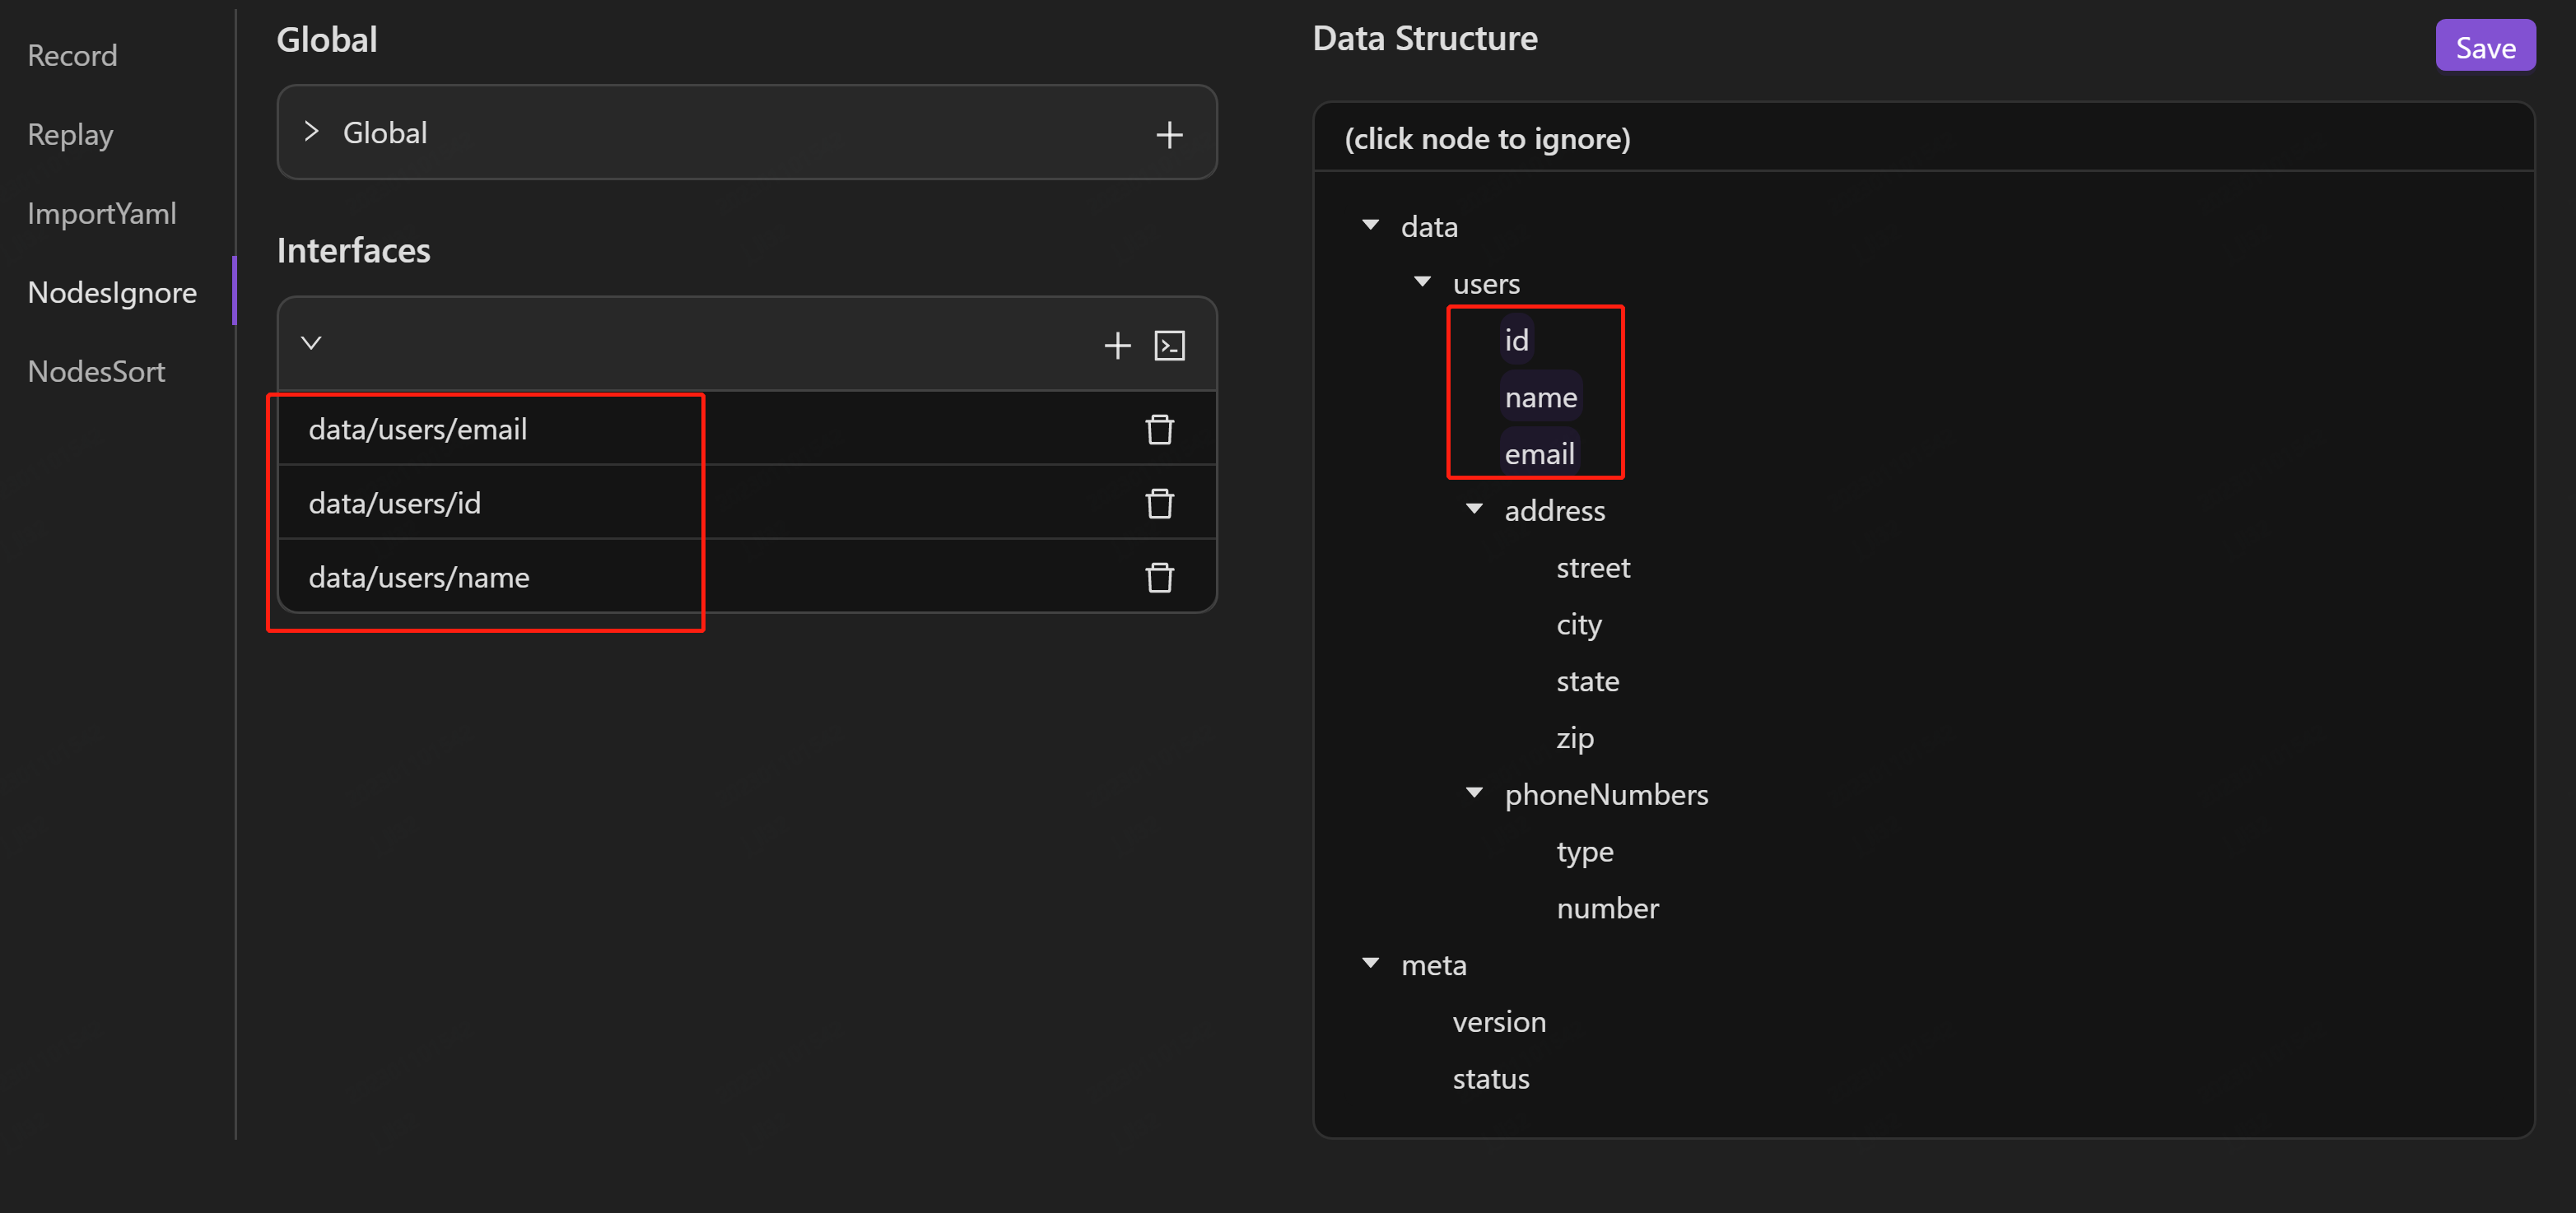 Record
Replay
ImportYaml
NodesIgnore
NodesSort
Global
Global
Interfaces
data/users/email
data/users/id
data/users/name
Data Structure
Save
(click node to ignore)
data
users
id
name
email
address
street
city
state
zip
phoneNumbers
type
number
meta
version
status